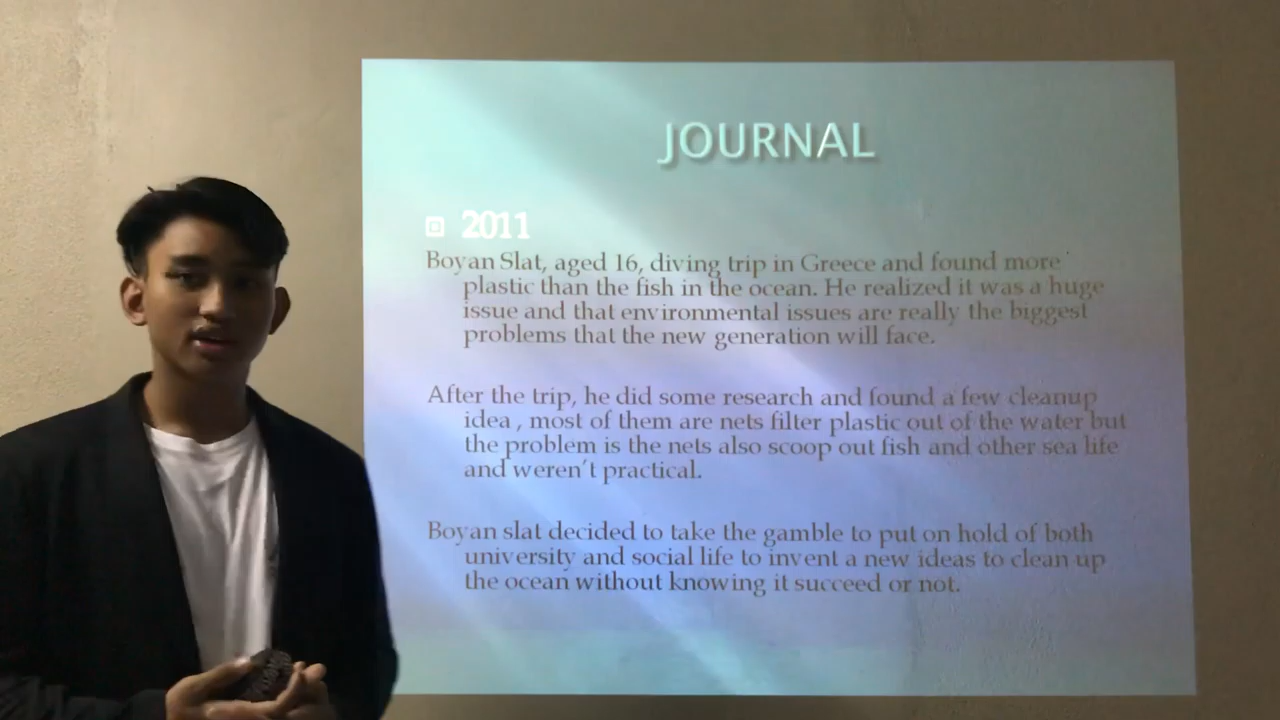 JOURNAL
2011
Boyan Slat, aged 16, diving trip in Greece and found more
plastic than the fish in the ocean. He realized it was a huge
issue and that environmental issues are really the biggest
problems that the new generation will face.
After the trip, he did some research and found a few cleanup
idea , most of them are nets filter plastic out of the water but
the problem is the nets also scoop out fish and other sea life
and weren't practical.
Boyan slat decided to take the gamble to put on hold of both
university and social life to invent a new ideas to clean up
the ocean without knowing it succeed or not.